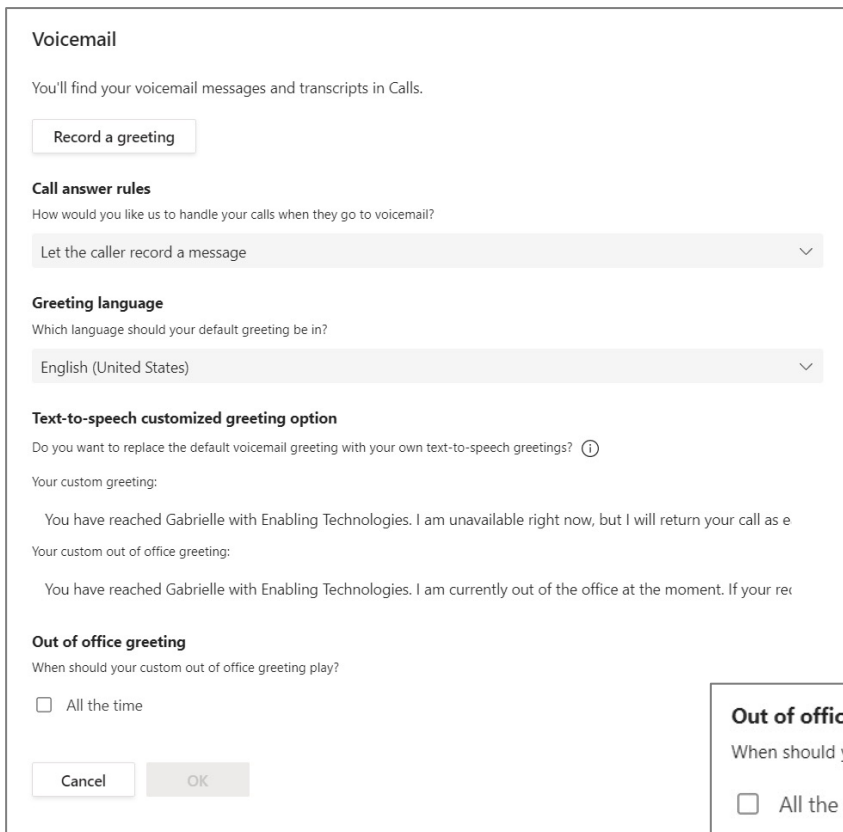 Voicemail
You'll find your voicemail messages and transcripts in Calls.
Record a greeting
Call answer rules
How would you like us to handle your calls when they go to voicemail?
Let the caller record a message
Greeting language
Which language should your default greeting be in?
English (United States)
Text-to-speech customized greeting option
Do you want to replace the default voicemail greeting with your own text-to-speech greetings?
Your custom greeting:
You have reached Gabrielle with Enabling Technologies. I am unavailable right now, but I will return your call as e
Your custom out of office greeting:
You have reached Gabrielle with Enabling Technologies. I am currently out of the office at the moment. If your rec
Out of office greeting
When should your custom out of office greeting play?
All the time
Cancel
OK
Out of offic
When should y
All the